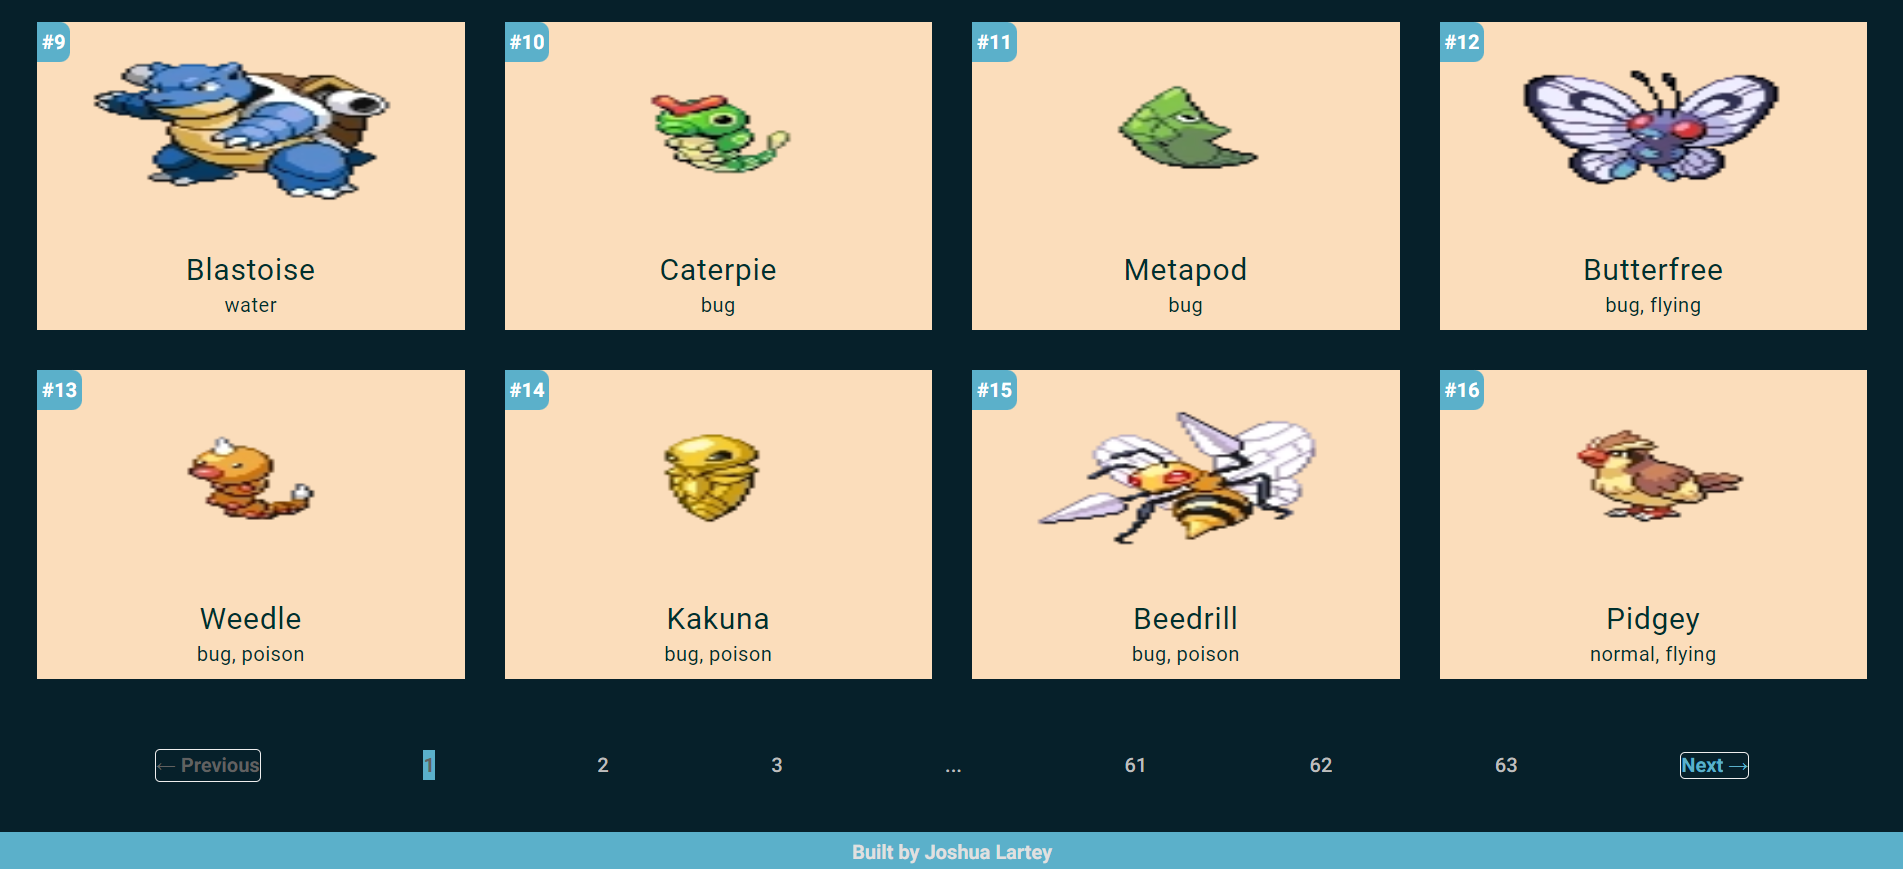 #9
Blastoise
water
#10
Caterpie
bug
#11
Metapod
bug
#12
Butterfree
bug, flying
#13
Weedle
bug, poison
#14
Kakuna
bug, poison
#15
Beedrill
bug, poison
#16
Pidgey
normal, flying
← Previous 1 2 3 ... 61 62 63 Next →
Built by Joshua Lartey